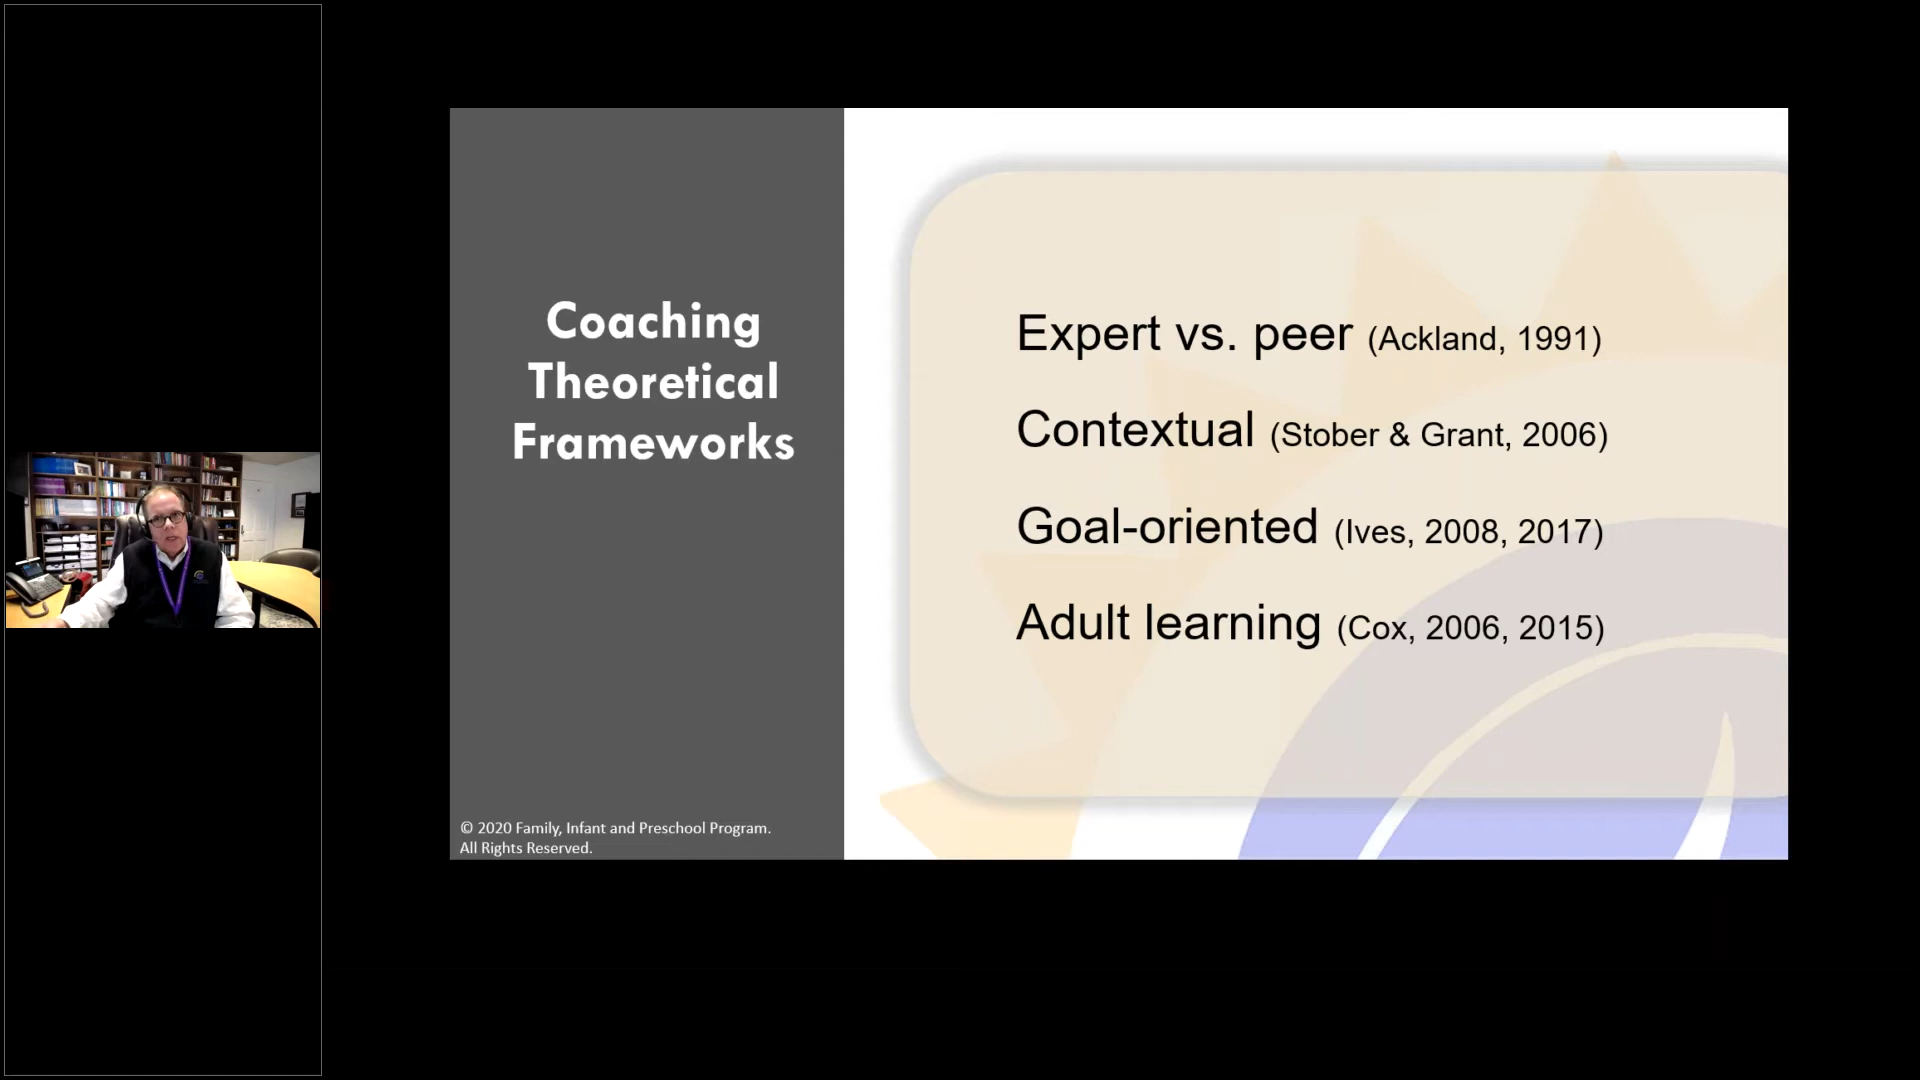 Coaching
Theoretical
Frameworks
© 2020 Family, Infant and Preschool Program.
All Rights Reserved.
Expert vs. peer (Ackland, 1991)
Contextual (Stober & Grant, 2006)
Goal-oriented (Ives, 2008, 2017)
Adult learning (Cox, 2006, 2015)